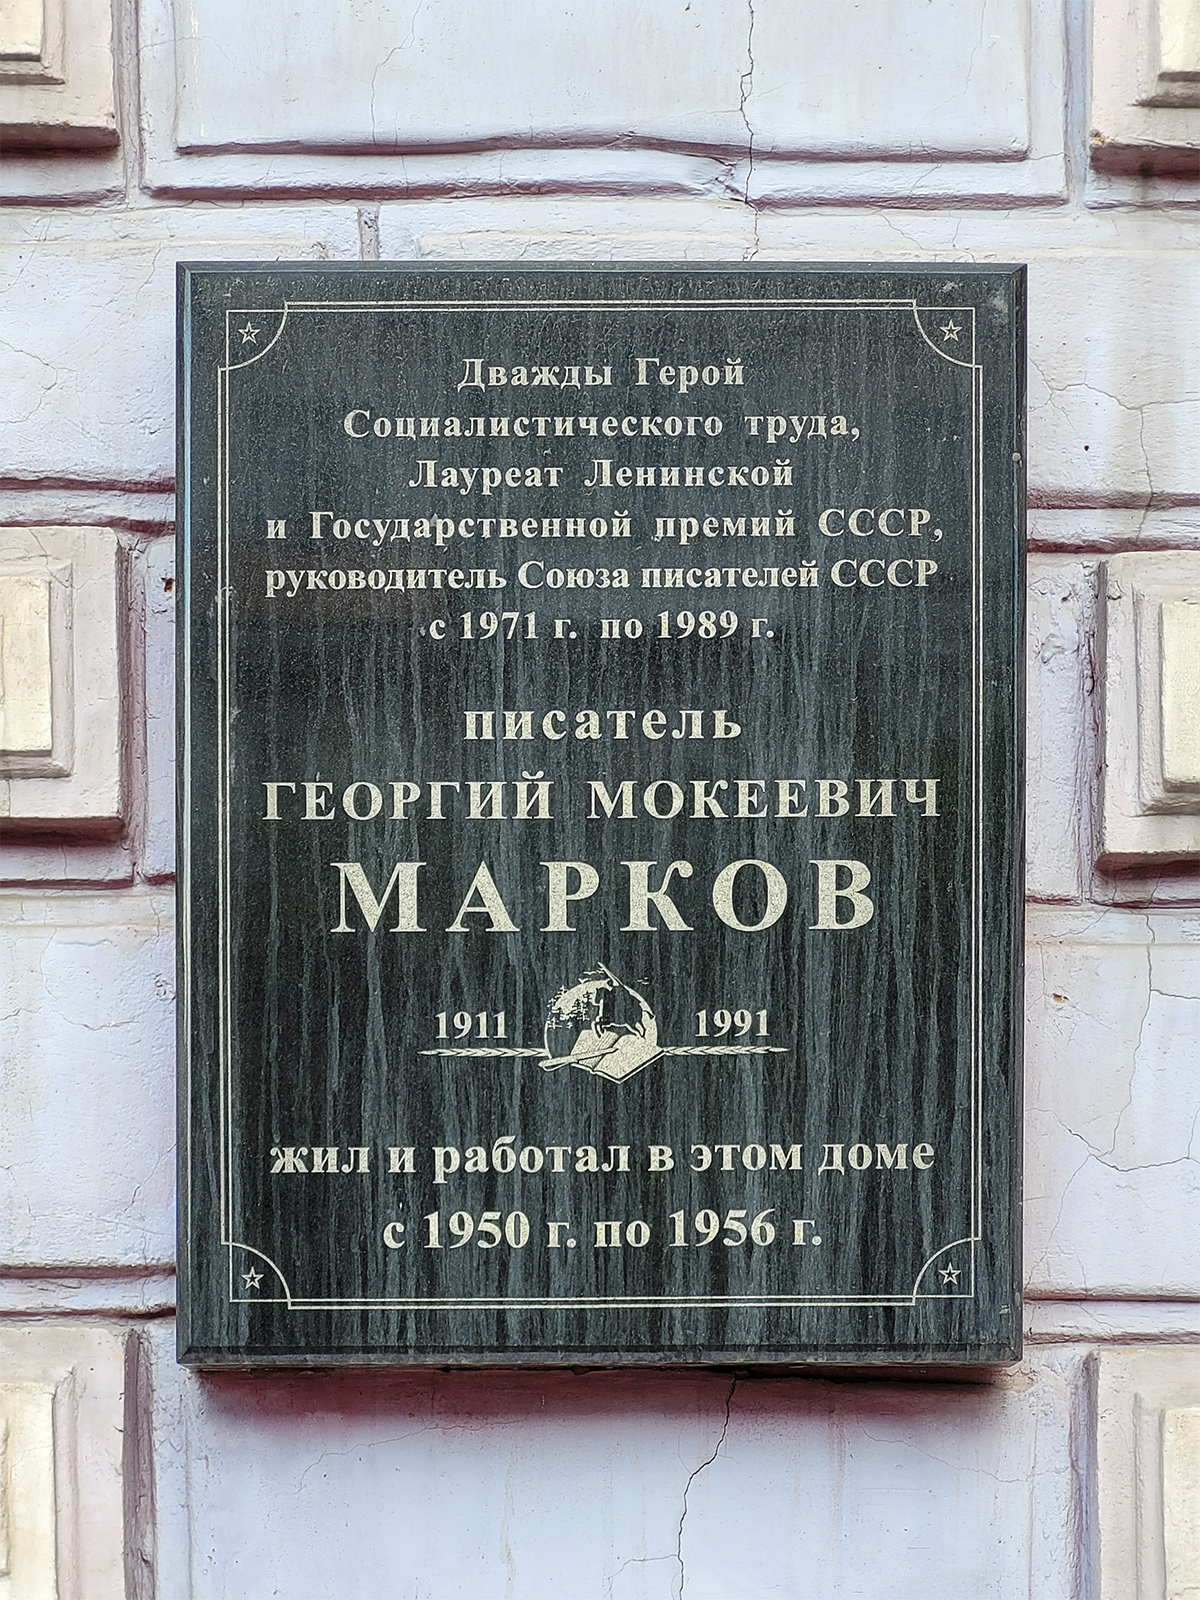 Дважды Герой
Социалистического труда,
Лауреат Ленинской
и Государственной премий СССР,
руководитель Союза писателей СССР
с 1971 г. по 1989 г.
писатель
ГЕОРГИЙ МОКЕЕВИЧ
МАРКОВ
1911 1991
жил и работал в этом доме
с 1950 г. по 1956 г.